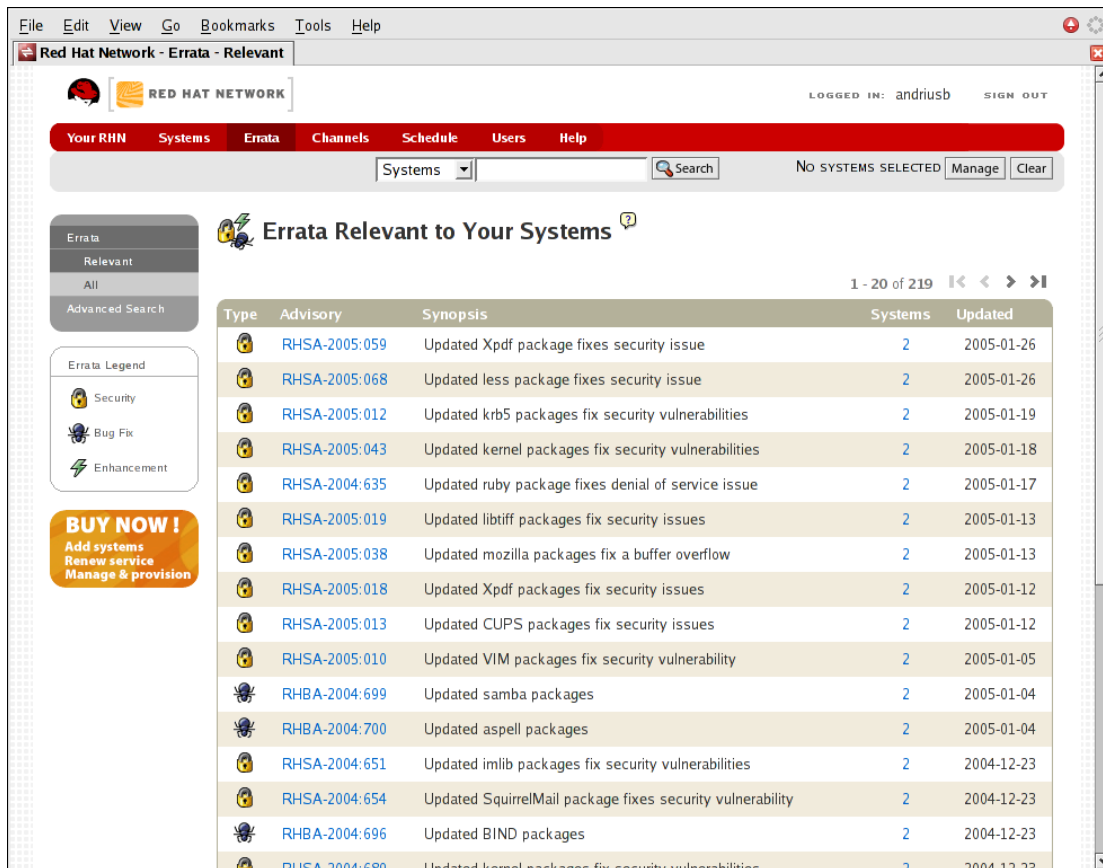 File Edit View Go Bookmarks Tools Help
Red Hat Network - Errata - Relevant
RED HAT NETWORK
LOGGED IN: andriusb SIGN OUT
Your RHN Systems Errata Channels Schedule Users Help
Systems Search NO SYSTEMS SELECTED Manage Clear
Errata
Relevant
All
Advanced Search
Errata Legend
Security
Bug Fix
Enhancement
BUY NOW !
Add systems
Renew service
Manage & provision
Errata Relevant to Your Systems ?
1 - 20 of 219
Type Advisory Synopsis Systems Updated
RHSA-2005:059 Updated Xpdf package fixes security issue 2 2005-01-26
RHSA-2005:068 Updated less package fixes security issue 2 2005-01-26
RHSA-2005:012 Updated krb5 packages fix security vulnerabilities 2 2005-01-19
RHSA-2005:043 Updated kernel packages fix security vulnerabilities 2 2005-01-18
RHSA-2004:635 Updated ruby package fixes denial of service issue 2 2005-01-17
RHSA-2005:019 Updated libtiff packages fix security issues 2 2005-01-13
RHSA-2005:038 Updated mozilla packages fix a buffer overflow 2 2005-01-13
RHSA-2005:018 Updated Xpdf packages fix security issues 2 2005-01-12
RHSA-2005:013 Updated CUPS packages fix security issues 2 2005-01-12
RHSA-2005:010 Updated VIM packages fix security vulnerability 2 2005-01-05
RHBA-2004:699 Updated samba packages 2 2005-01-04
RHBA-2004:700 Updated aspell packages 2 2005-01-04
RHSA-2004:651 Updated imlib packages fix security vulnerabilities 2 2004-12-23
RHSA-2004:654 Updated SquirrelMail package fixes security vulnerability 2 2004-12-23
RHBA-2004:696 Updated BIND packages 2 2004-12-23
RHSA-2004:689 Updated kernel packages fix security vulnerabilities 2 2004-12-23